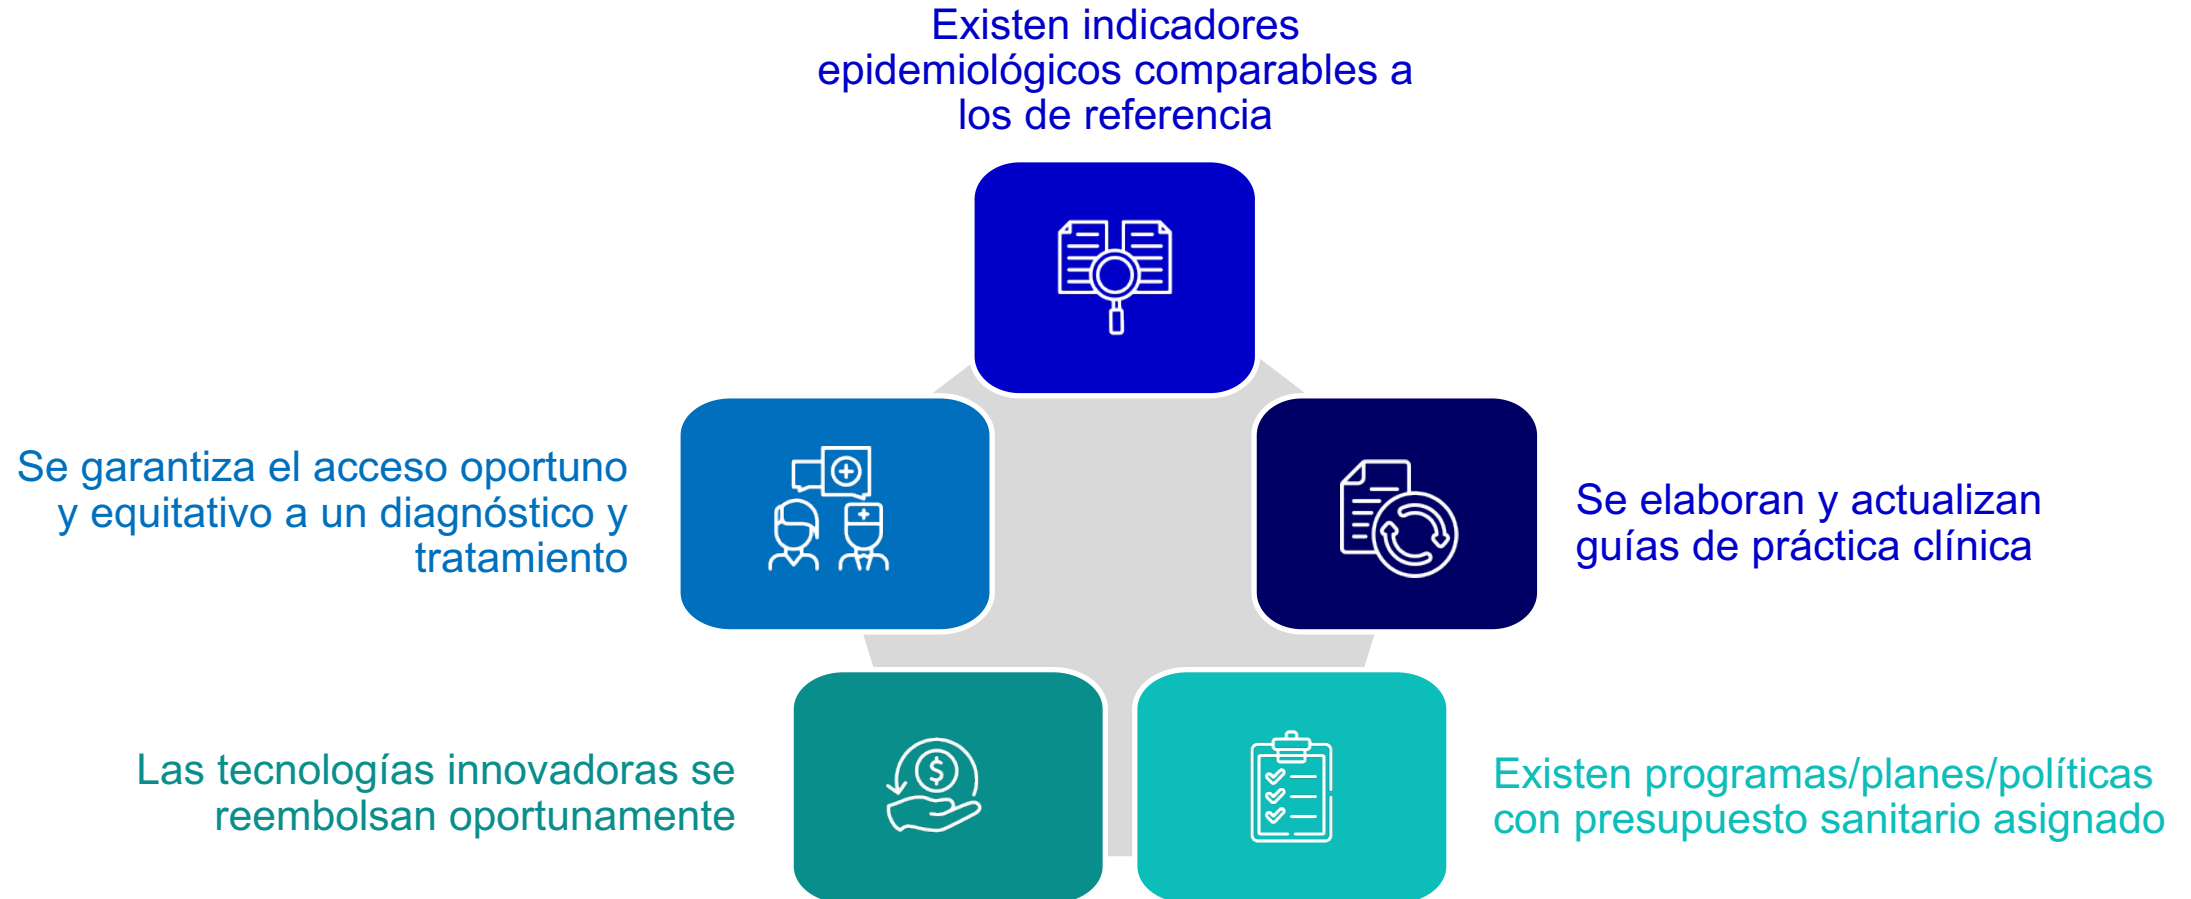 Existen indicadores
epidemiológicos comparables a
los de referencia
Se garantiza el acceso oportuno
y equitativo a un diagnóstico y
tratamiento
Se elaboran y actualizan
guías de práctica clínica
Las tecnologías innovadoras se
reembolsan oportunamente
$
Existen programas/planes/políticas
con presupuesto sanitario asignado